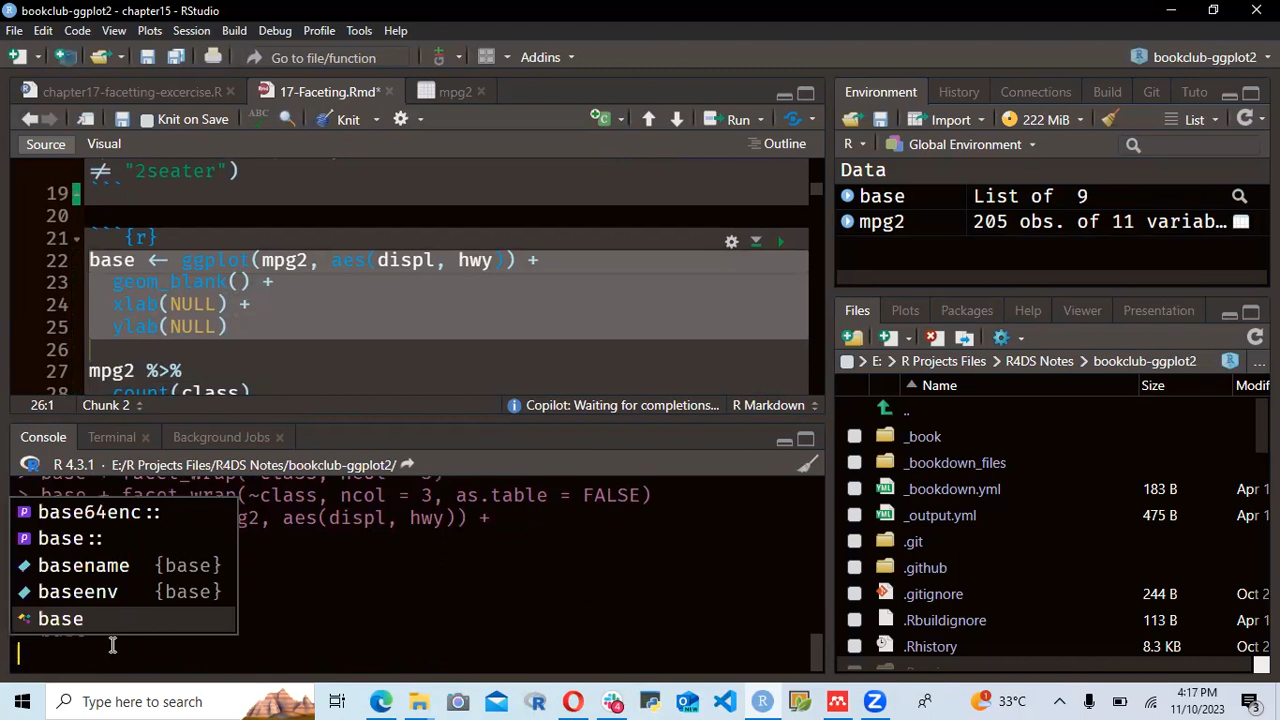 bookclub-ggplot2 - chapter15 - RStudio
File Edit Code View Plots Session Build Debug Profile Tools Help
Go to file/function Addins bookclub-ggplot2
chapter17-facetting-excercise.R 17-Faceting.Rmd* mpg2
Knit on Save ABC Knit Run
Source Visual Outline
≠ "2seater")
19 ```
20
21 ```{r}
22 base ← ggplot(mpg2, aes(displ, hwy)) +
23 geom_blank() +
24 xlab(NULL) +
25 ylab(NULL)
26
27 mpg2 %>%
28 count(class)
26:1 Chunk 2 Copilot: Waiting for completions... R Markdown
Console Terminal Background Jobs
R 4.3.1 · E:/R Projects Files/R4DS Notes/bookclub-ggplot2/
> base + facet_wrap(~class, ncol = 3)
> base + facet_wrap(~class, ncol = 3, as.table = FALSE)
g2, aes(displ, hwy)) +
base64enc::
base::
basename {base}
baseenv {base}
base
Environment History Connections Build Git Tuto
Import 222 MiB List
R Global Environment
Data
base List of 9
mpg2 205 obs. of 11 variab…
Files Plots Packages Help Viewer Presentation
E: R Projects Files R4DS Notes bookclub-ggplot2 ...
Name Size Modif
..
_book
_bookdown_files
_bookdown.yml 183 B Apr 1
_output.yml 475 B Apr 1
.git
.github
.gitignore 244 B Oct 2
.Rbuildignore 113 B Apr 1
.Rhistory 8.3 KB Oct 2
Type here to search 33°C 4:17 PM
11/10/2023 3